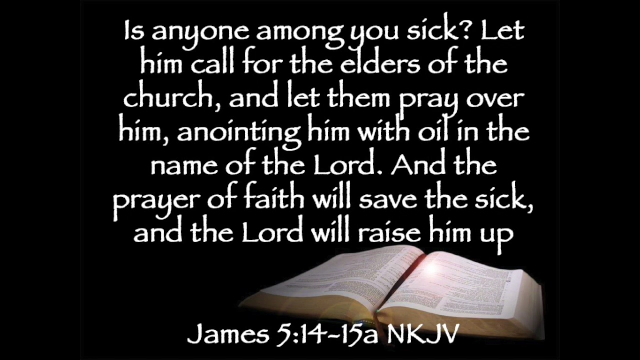 Is anyone among you sick? Let
him call for the elders of the
church, and let them pray over
him, anointing him with oil in the
name of the Lord. And the
prayer of faith will save the sick,
and the Lord will raise him up
James 5:14-15a NKJV